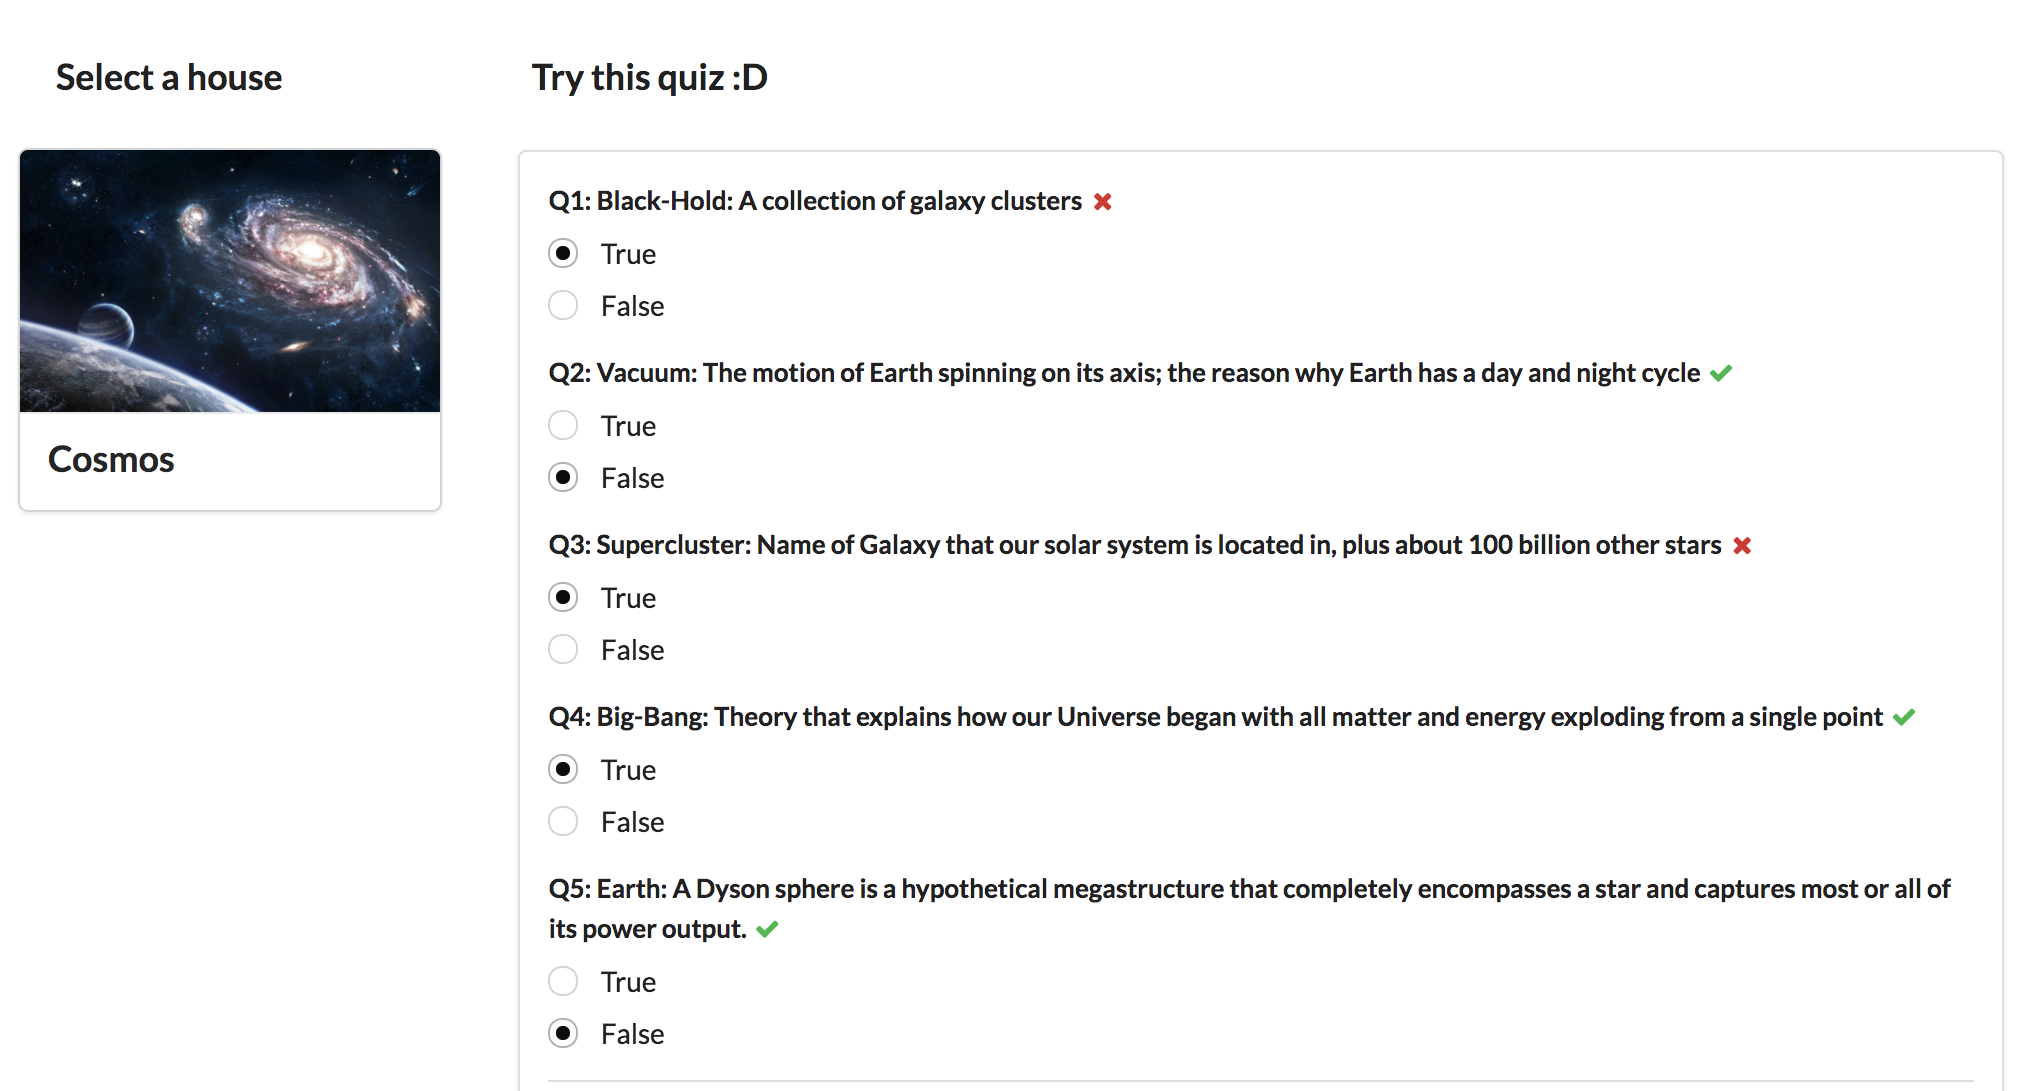 Select a house
Cosmos
Try this quiz :D
Q1: Black-Hold: A collection of galaxy clusters
True
False
Q2: Vacuum: The motion of Earth spinning on its axis; the reason why Earth has a day and night cycle
True
False
Q3: Supercluster: Name of Galaxy that our solar system is located in, plus about 100 billion other stars
True
False
Q4: Big-Bang: Theory that explains how our Universe began with all matter and energy exploding from a single point
True
False
Q5: Earth: A Dyson sphere is a hypothetical megastructure that completely encompasses a star and captures most or all of
its power output.
True
False